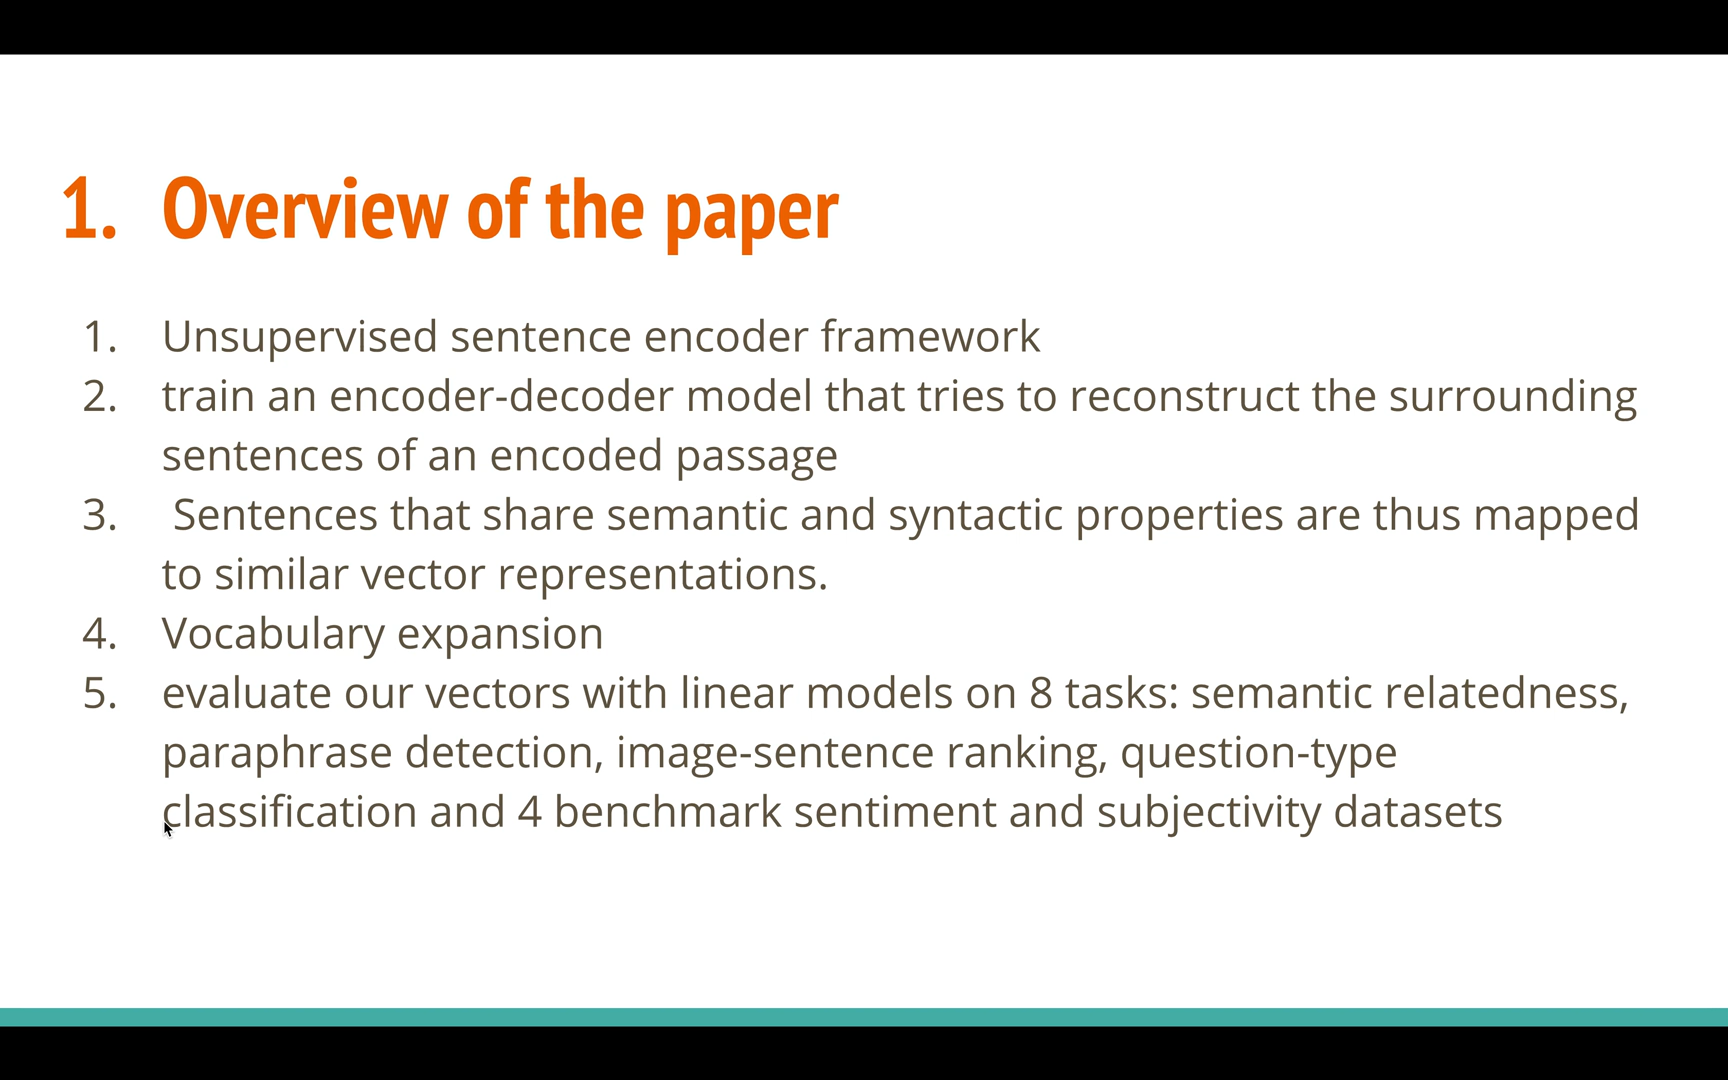 1. Overview of the paper
1. Unsupervised sentence encoder framework
2. train an encoder-decoder model that tries to reconstruct the surrounding
sentences of an encoded passage
3. Sentences that share semantic and syntactic properties are thus mapped
to similar vector representations.
4. Vocabulary expansion
5. evaluate our vectors with linear models on 8 tasks: semantic relatedness,
paraphrase detection, image-sentence ranking, question-type
classification and 4 benchmark sentiment and subjectivity datasets